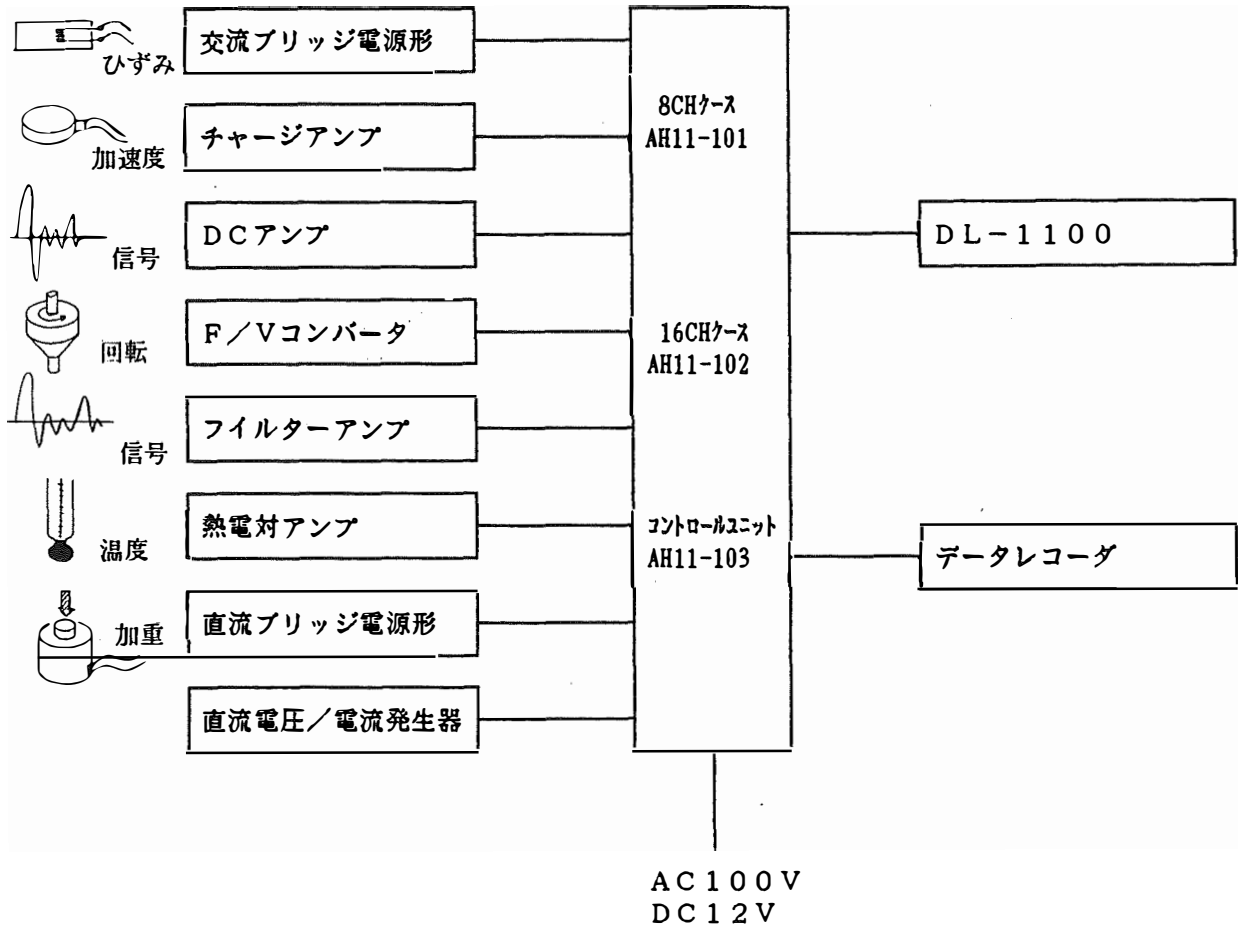 ひずみ
交流ブリッジ電源形
加速度
チャージアンプ
信号
DCアンプ
回転
F/Vコンバータ
信号
フイルターアンプ
温度
熱電対アンプ
加重
直流ブリッジ電源形
直流電圧/電流発生器
8CHケース
AH11-101
16CHケース
AH11-102
コントロールユニット
AH11-103
DL-1100
データレコーダ
AC100V
DC12V